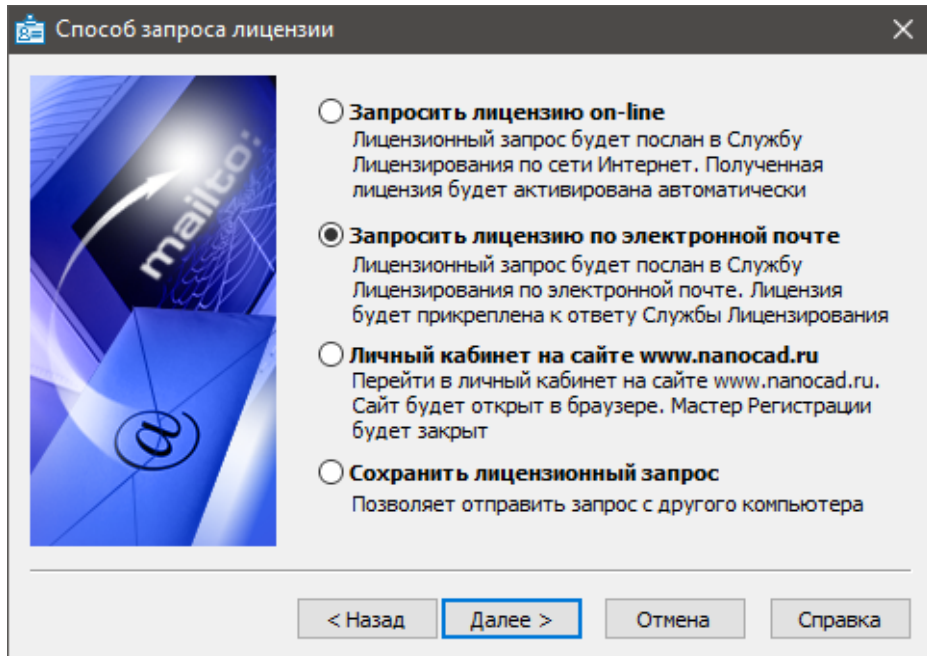 Способ запроса лицензии
mailto:
@
Запросить лицензию on-line
Лицензионный запрос будет послан в Службу
Лицензирования по сети Интернет. Полученная
лицензия будет активирована автоматически
Запросить лицензию по электронной почте
Лицензионный запрос будет послан в Службу
Лицензирования по электронной почте. Лицензия
будет прикреплена к ответу Службы Лицензирования
Личный кабинет на сайте www.nanocad.ru
Перейти в личный кабинет на сайте www.nanocad.ru.
Сайт будет открыт в браузере. Мастер Регистрации
будет закрыт
Сохранить лицензионный запрос
Позволяет отправить запрос с другого компьютера
< Назад Далее > Отмена Справка